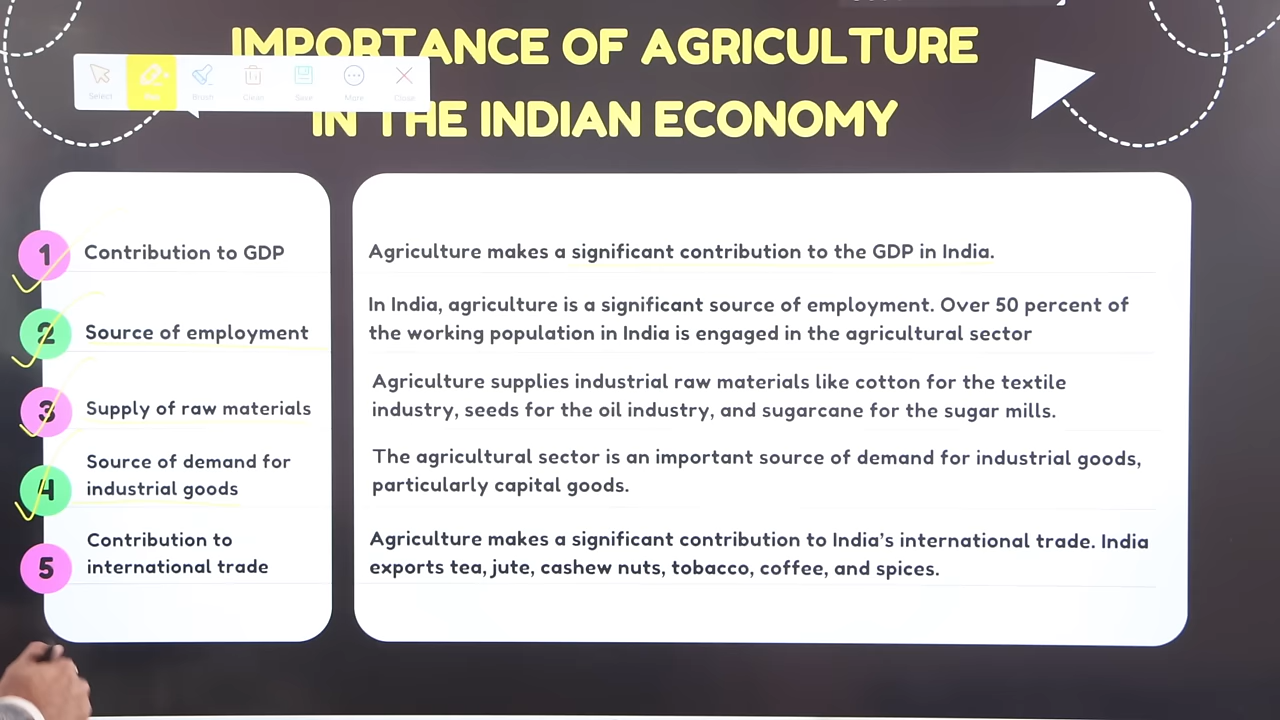 IMPORTANCE OF AGRICULTURE
IN THE INDIAN ECONOMY
Select
Brush
Clear
Save
More
Close
1 Contribution to GDP
Agriculture makes a significant contribution to the GDP in India.
2 Source of employment
In India, agriculture is a significant source of employment. Over 50 percent of
the working population in India is engaged in the agricultural sector
3 Supply of raw materials
Agriculture supplies industrial raw materials like cotton for the textile
industry, seeds for the oil industry, and sugarcane for the sugar mills.
4 Source of demand for
industrial goods
The agricultural sector is an important source of demand for industrial goods,
particularly capital goods.
5 Contribution to
international trade
Agriculture makes a significant contribution to India's international trade. India
exports tea, jute, cashew nuts, tobacco, coffee, and spices.